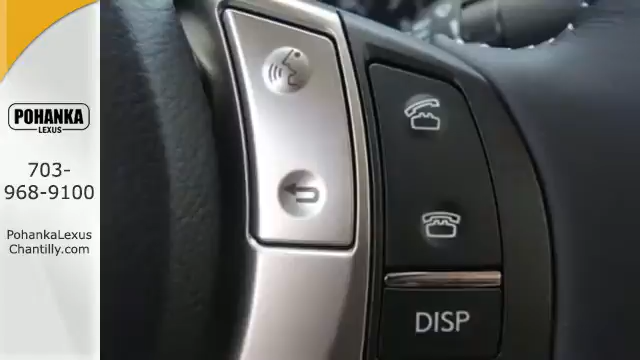 POHANKA
LEXUS
703-
968-9100
PohankaLexus
Chantilly.com
DISP